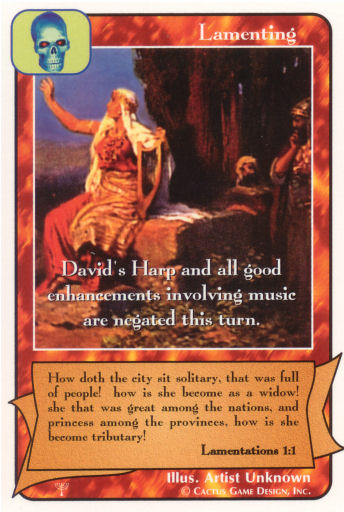 Lamenting
David's Harp and all good
enhancements involving music
are negated this turn.
How doth the city sit solitary, that was full
of people! how is she become as a widow!
she that was great among the nations, and
princess among the provinces, how is she
become tributary!
Lamentations 1:1
Illus. Artist Unknown
© Cactus Game Design, Inc.